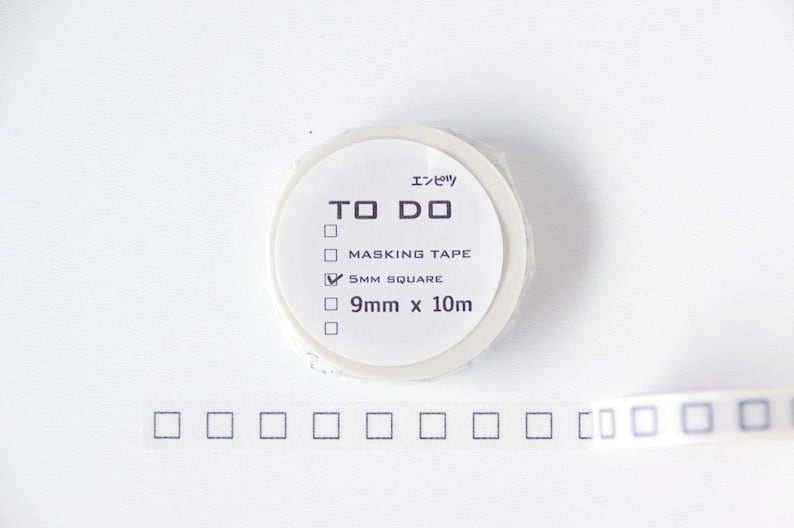 エンピツ
TO DO
MASKING TAPE
5MM SQUARE
9mm x 10m